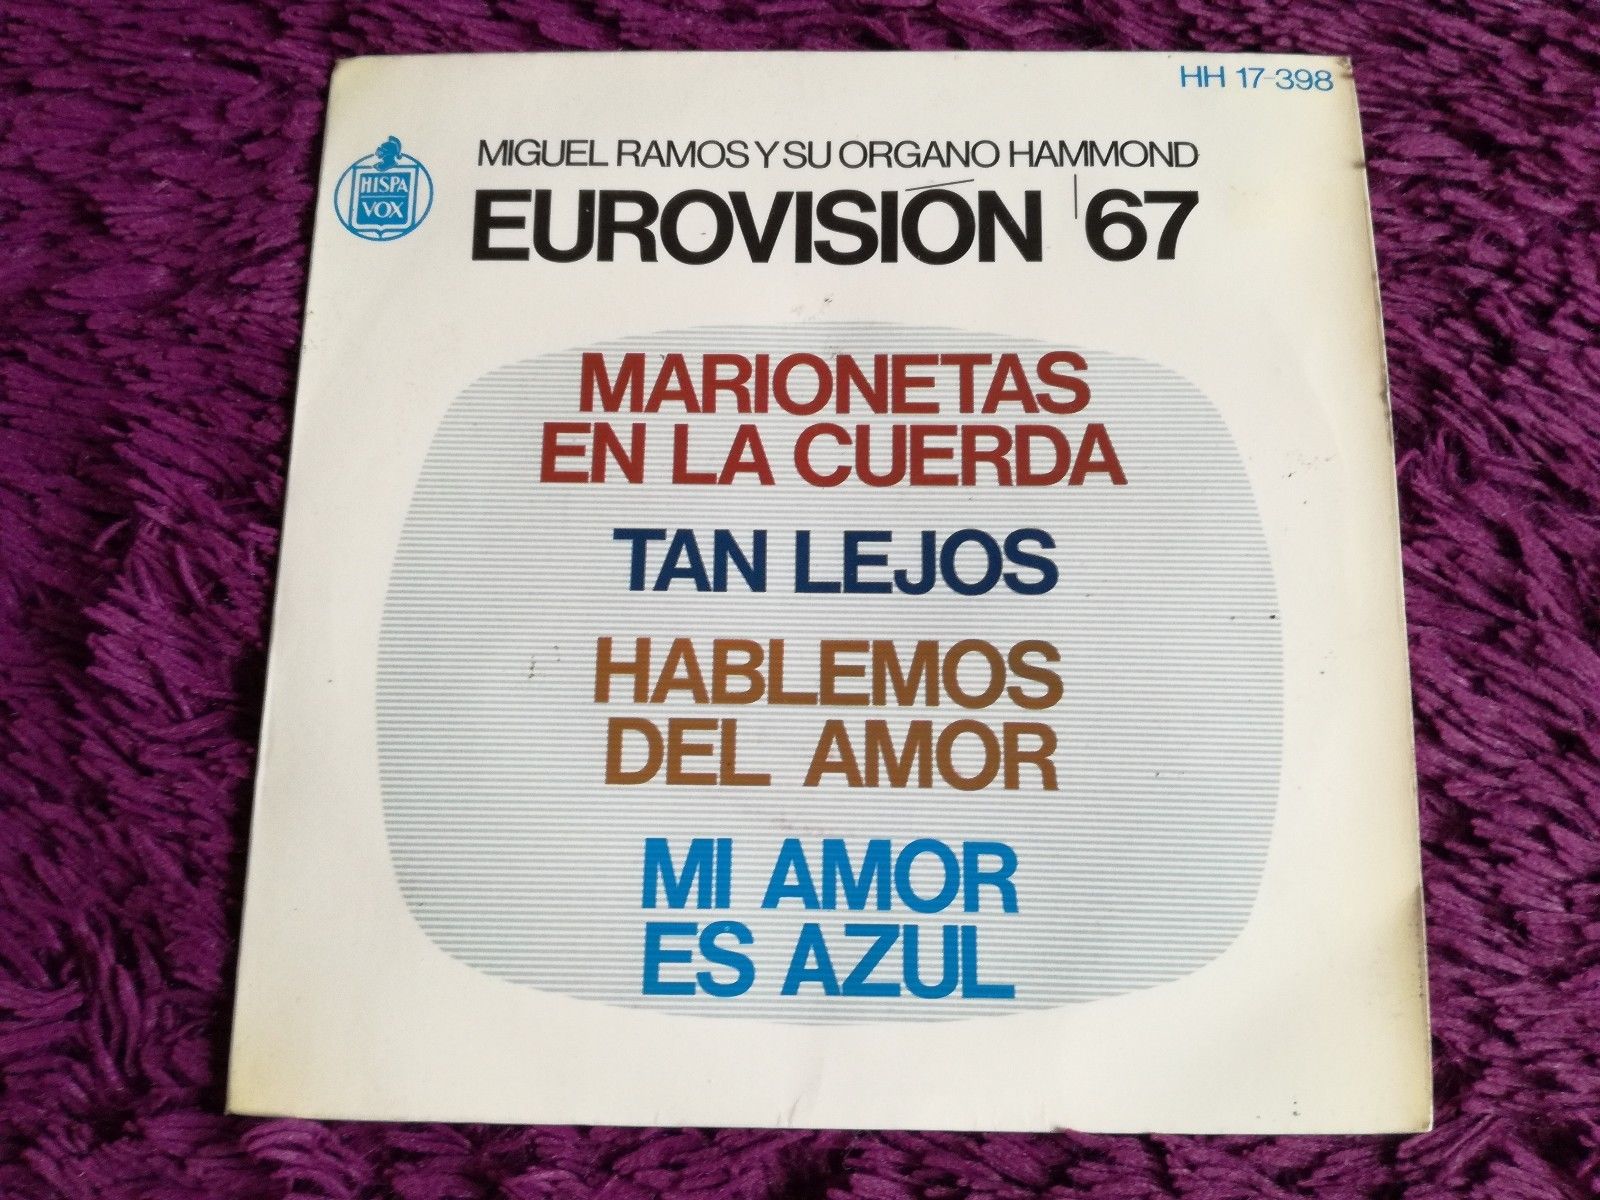 HH 17-398
MIGUEL RAMOS Y SU ORGANO HAMMOND
HISPA
VOX
EUROVISIÓN '67
MARIONETAS
EN LA CUERDA
TAN LEJOS
HABLEMOS
DEL AMOR
MI AMOR
ES AZUL